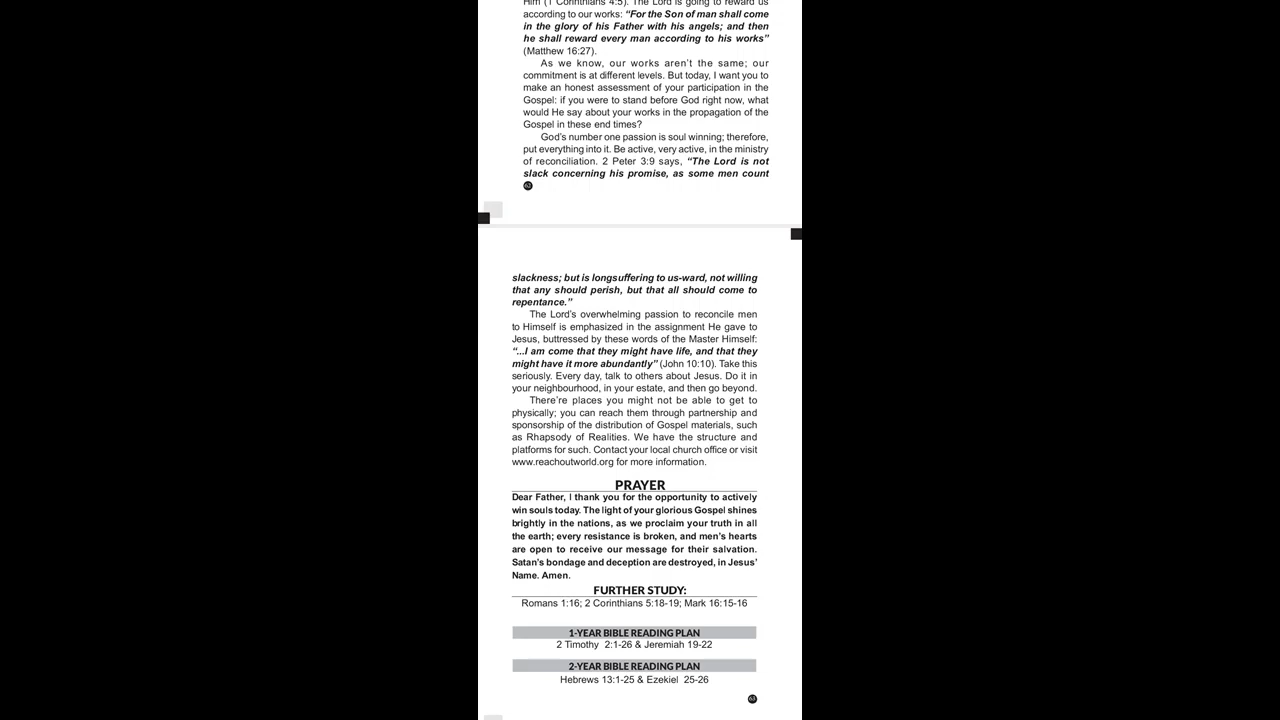 Him (1 Corinthians 4:5). The Lord is going to reward us
according to our works: “For the Son of man shall come
in the glory of his Father with his angels; and then
he shall reward every man according to his works”
(Matthew 16:27).
As we know, our works aren’t the same; our
commitment is at different levels. But today, I want you to
make an honest assessment of your participation in the
Gospel: if you were to stand before God right now, what
would He say about your works in the propagation of the
Gospel in these end times?
God’s number one passion is soul winning; therefore,
put everything into it. Be active, very active, in the ministry
of reconciliation. 2 Peter 3:9 says, “The Lord is not
slack concerning his promise, as some men count
62
slackness; but is longsuffering to us-ward, not willing
that any should perish, but that all should come to
repentance.”
The Lord’s overwhelming passion to reconcile men
to Himself is emphasized in the assignment He gave to
Jesus, buttressed by these words of the Master Himself:
“...I am come that they might have life, and that they
might have it more abundantly” (John 10:10). Take this
seriously. Every day, talk to others about Jesus. Do it in
your neighbourhood, in your estate, and then go beyond.
There’re places you might not be able to get to
physically; you can reach them through partnership and
sponsorship of the distribution of Gospel materials, such
as Rhapsody of Realities. We have the structure and
platforms for such. Contact your local church office or visit
www.reachoutworld.org for more information.
PRAYER
Dear Father, I thank you for the opportunity to actively
win souls today. The light of your glorious Gospel shines
brightly in the nations, as we proclaim your truth in all
the earth; every resistance is broken, and men’s hearts
are open to receive our message for their salvation.
Satan’s bondage and deception are destroyed, in Jesus’
Name. Amen.
FURTHER STUDY:
Romans 1:16; 2 Corinthians 5:18-19; Mark 16:15-16
1-YEAR BIBLE READING PLAN
2 Timothy 2:1-26 & Jeremiah 19-22
2-YEAR BIBLE READING PLAN
Hebrews 13:1-25 & Ezekiel 25-26
63